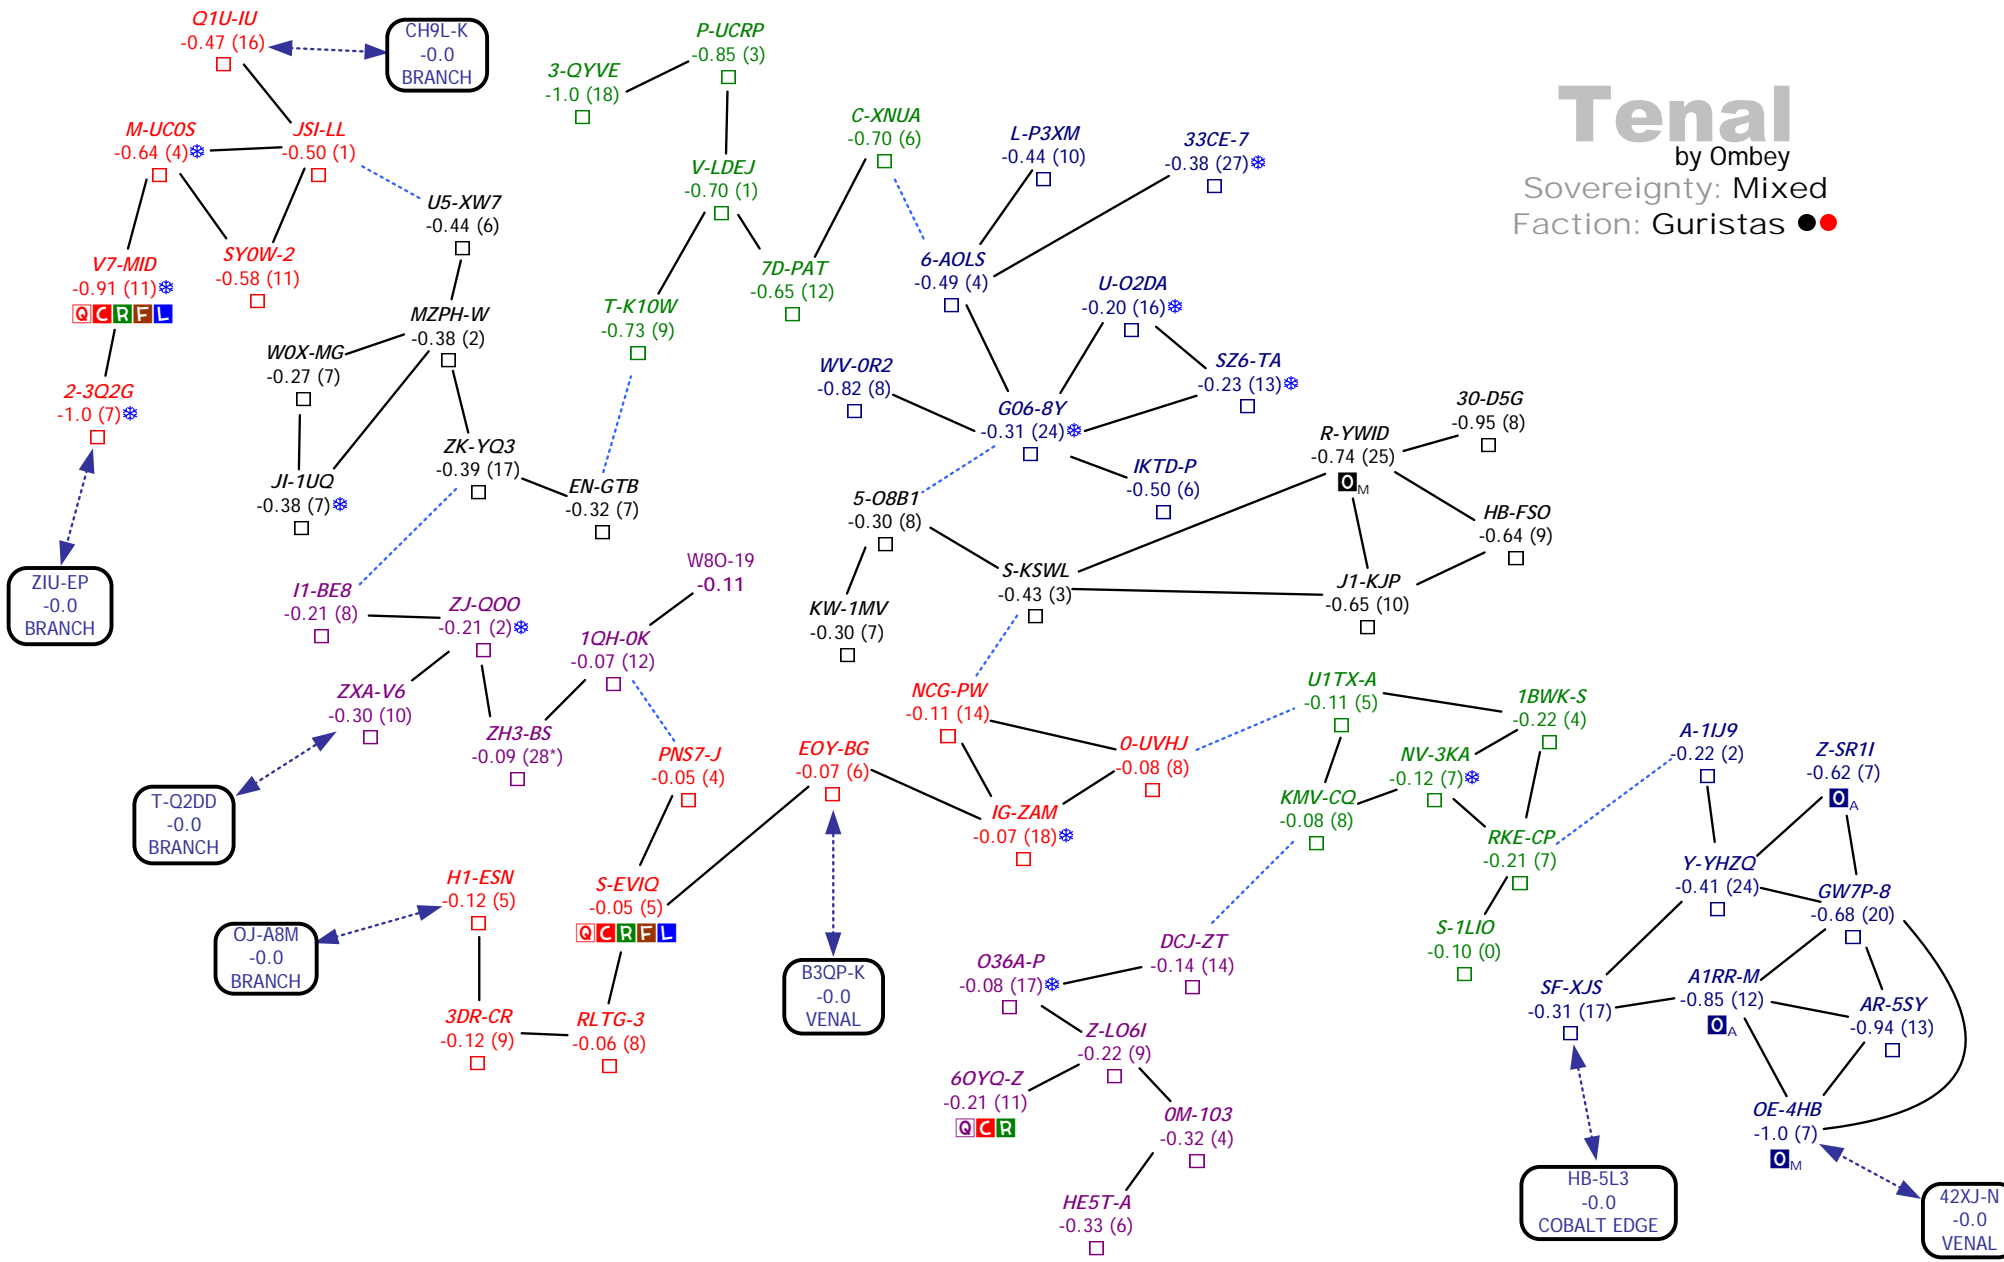 Tenal
by Ombey
Sovereignty: Mixed
Faction: Guristas
Q1U-IU
-0.47 (16)
CH9L-K
-0.0
BRANCH
M-UC0S
-0.64 (4)
JSI-LL
-0.50 (1)
V7-MID
-0.91 (11)
Q C R F L
SY0W-2
-0.58 (11)
2-3Q2G
-1.0 (7)
ZIU-EP
-0.0
BRANCH
U5-XW7
-0.44 (6)
MZPH-W
-0.38 (2)
W0X-MG
-0.27 (7)
JI-1UQ
-0.38 (7)
ZK-YQ3
-0.39 (17)
EN-GTB
-0.32 (7)
3-QYVE
-1.0 (18)
P-UCRP
-0.85 (3)
V-LDEJ
-0.70 (1)
C-XNUA
-0.70 (6)
7D-PAT
-0.65 (12)
T-K10W
-0.73 (9)
L-P3XM
-0.44 (10)
33CE-7
-0.38 (27)
6-AOLS
-0.49 (4)
U-O2DA
-0.20 (16)
SZ6-TA
-0.23 (13)
WV-0R2
-0.82 (8)
G06-8Y
-0.31 (24)
IKTD-P
-0.50 (6)
5-O8B1
-0.30 (8)
KW-1MV
-0.30 (7)
S-KSWL
-0.43 (3)
R-YWID
-0.74 (25)
O M
30-D5G
-0.95 (8)
HB-FSO
-0.64 (9)
J1-KJP
-0.65 (10)
I1-BE8
-0.21 (8)
ZJ-QOO
-0.21 (2)
ZXA-V6
-0.30 (10)
T-Q2DD
-0.0
BRANCH
ZH3-BS
-0.09 (28*)
1QH-0K
-0.07 (12)
W8O-19
-0.11
PNS7-J
-0.05 (4)
EOY-BG
-0.07 (6)
NCG-PW
-0.11 (14)
0-UVHJ
-0.08 (8)
IG-ZAM
-0.07 (18)
S-EVIQ
-0.05 (5)
Q C R F L
H1-ESN
-0.12 (5)
OJ-A8M
-0.0
BRANCH
3DR-CR
-0.12 (9)
RLTG-3
-0.06 (8)
B3QP-K
-0.0
VENAL
U1TX-A
-0.11 (5)
1BWK-S
-0.22 (4)
NV-3KA
-0.12 (7)
KMV-CQ
-0.08 (8)
RKE-CP
-0.21 (7)
S-1LIO
-0.10 (0)
DCJ-ZT
-0.14 (14)
O36A-P
-0.08 (17)
Z-LO6I
-0.22 (9)
6OYQ-Z
-0.21 (11)
Q C R
0M-103
-0.32 (4)
HE5T-A
-0.33 (6)
A-1IJ9
-0.22 (2)
Z-SR1I
-0.62 (7)
O A
Y-YHZQ
-0.41 (24)
GW7P-8
-0.68 (20)
SF-XJS
-0.31 (17)
A1RR-M
-0.85 (12)
O A
AR-5SY
-0.94 (13)
OE-4HB
-1.0 (7)
O M
HB-5L3
-0.0
COBALT EDGE
42XJ-N
-0.0
VENAL